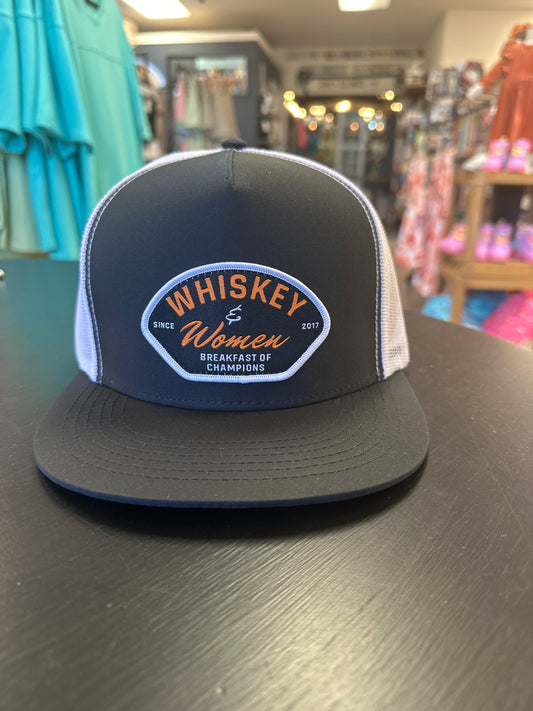 WHISKEY
&
SINCE 2017
Women
BREAKFAST OF
CHAMPIONS